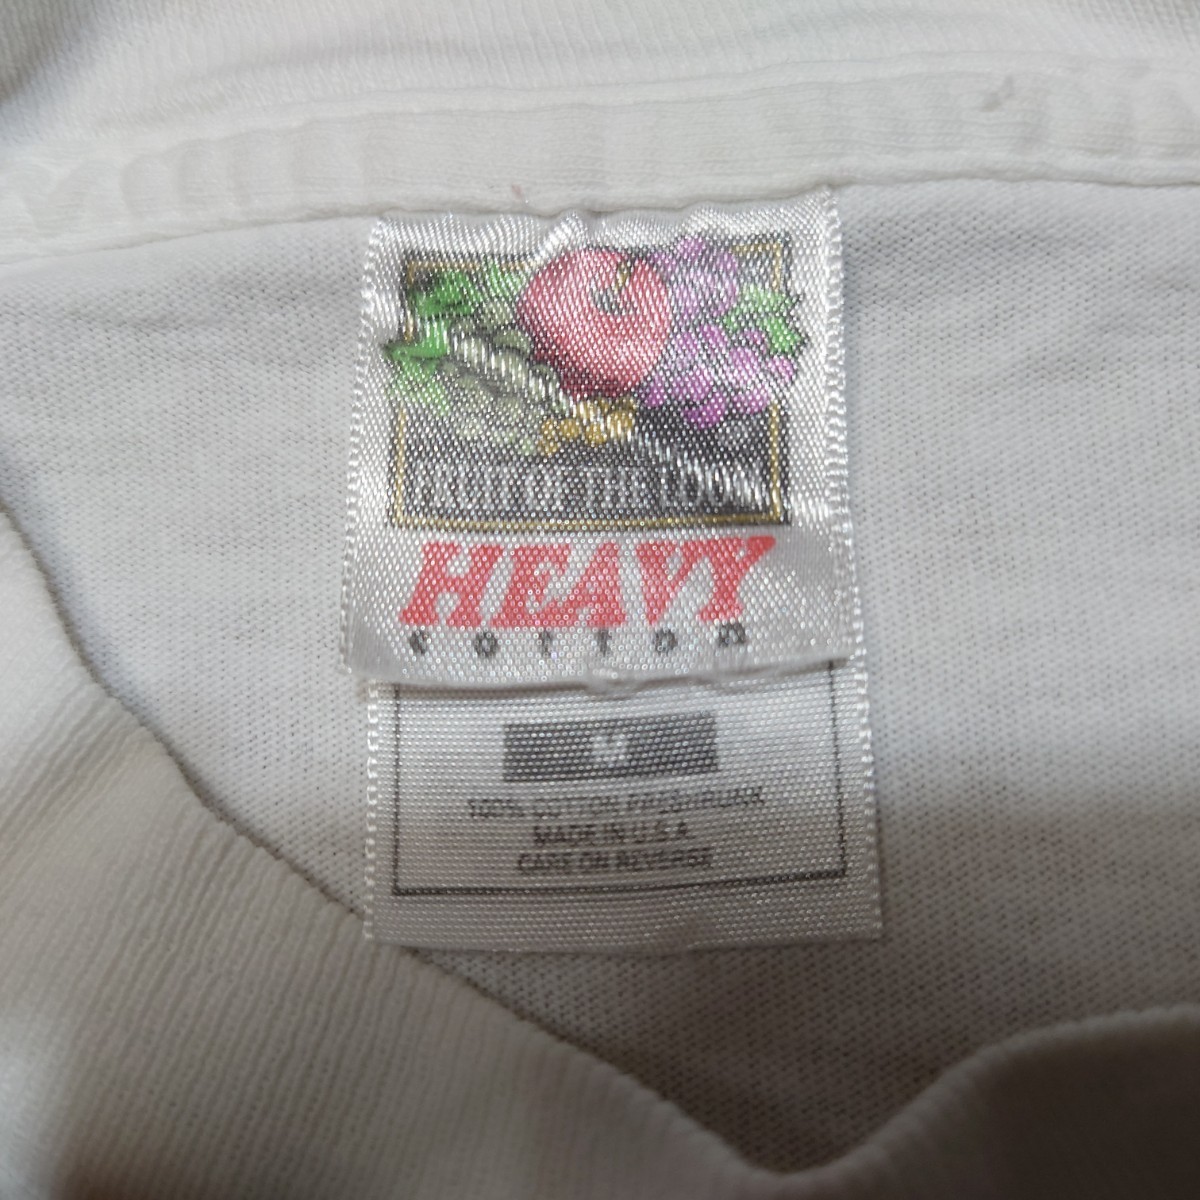 FRUIT OF THE LOOM®
HEAVY
cotton
M
100% COTTON PRESHRUNK
MADE IN U.S.A.
CARE ON REVERSE